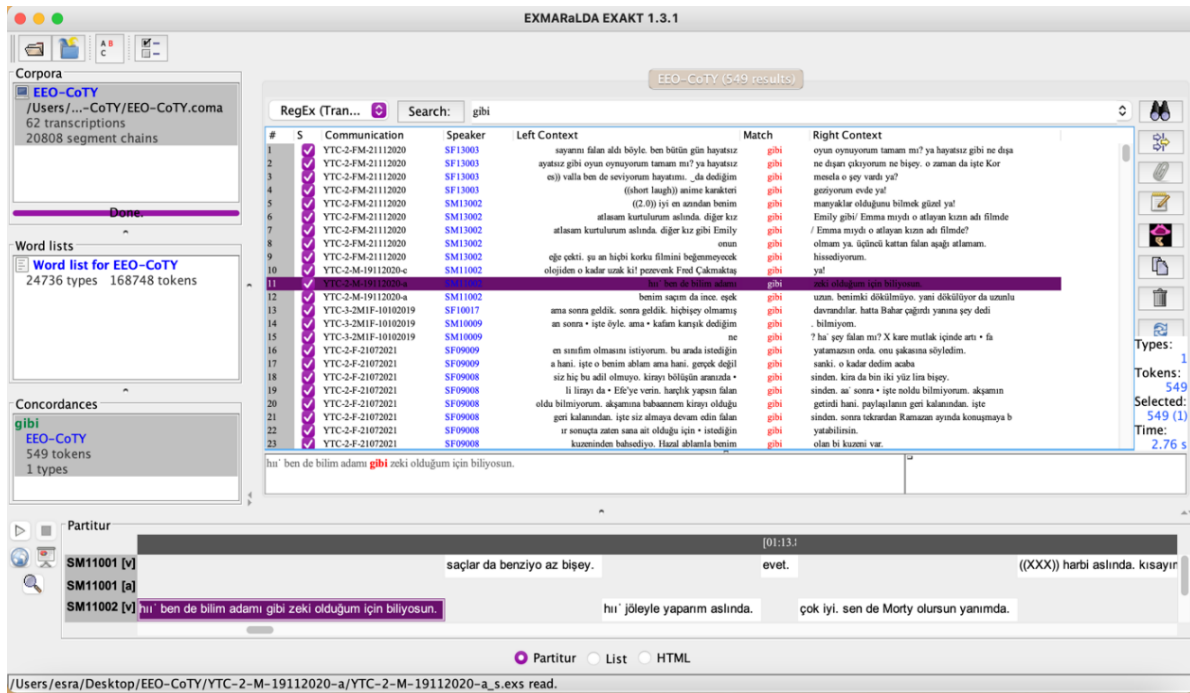 EXMARaLDA EXAKT 1.3.1
A B
C
Corpora
EEO-CoTY
/Users/...-CoTY/EEO-CoTY.coma
62 transcriptions
20808 segment chains
Done.
Word lists
Word list for EEO-CoTY
24736 types 168748 tokens
Concordances
gibi
EEO-CoTY
549 tokens
1 types
EEO-CoTY (549 results)
RegEx (Tran... Search: gibi
# S Communication Speaker Left Context Match Right Context
1 YTC-2-FM-21112020 SF13003 sayarını falan aldı böyle. ben bütün gün hayatsız gibi oyun oynuyorum tamam mı? ya hayatsız gibi ne dışa
2 YTC-2-FM-21112020 SF13003 ayatsız gibi oyun oynuyorum tamam mı? ya hayatsız gibi ne dışarı çıkıyorum ne bişey. o zaman da işte Kor
3 YTC-2-FM-21112020 SF13003 es)) valla ben de seviyorum hayatımı. _da dediğim gibi mesela o şey vardı ya?
4 YTC-2-FM-21112020 SF13003 ((short laugh)) anime karakteri gibi geziyorum evde ya!
5 YTC-2-FM-21112020 SM13002 ((2.0)) iyi en azından benim gibi manyaklar olduğunu bilmek güzel ya!
6 YTC-2-FM-21112020 SM13002 atlasam kurtulurum aslında. diğer kız gibi Emily gibi/ Emma mıydı o atlayan kızın adı filmde
7 YTC-2-FM-21112020 SM13002 atlasam kurtulurum aslında. diğer kız gibi Emily gibi / Emma mıydı o atlayan kızın adı filmde?
8 YTC-2-FM-21112020 SM13002 onun gibi olmam ya. üçüncü kattan falan aşağı atlamam.
9 YTC-2-FM-21112020 SM13002 eğe çekti. şu an hiçbi korku filmini beğenmeyecek gibi hissediyorum.
10 YTC-2-M-19112020-c SM11002 olojiden o kadar uzak ki! pezevenk Fred Çakmaktaş gibi ya!
11 YTC-2-M-19112020-a SM11002 hıı˙ ben de bilim adamı gibi zeki olduğum için biliyosun.
12 YTC-2-M-19112020-a SM11002 benim saçım da ince. eşek gibi uzun. benimki dökülmüyo. yani dökülüyor da uzunlu
13 YTC-3-2M1F-10102019 SF10017 ama sonra geldik. sonra geldik. hiçbişey olmamış gibi davrandılar. hatta Bahar çağırdı yanına şey dedi
14 YTC-3-2M1F-10102019 SM10009 an sonra • işte öyle. ama • kafam karışık dediğim gibi . bilmiyom.
15 YTC-3-2M1F-10102019 SM10009 ne gibi ? ha˙ şey falan mı? X kare mutlak içinde artı • fa
16 YTC-2-F-21072021 SF09009 en sınıfım olmasını istiyorum. bu arada istediğin gibi yatamazsın orda. onu şakasına söyledim.
17 YTC-2-F-21072021 SF09009 a hani. işte o benim ablam ama hani. gerçek değil gibi sanki. o kadar dedim acaba
18 YTC-2-F-21072021 SF09008 siz hiç bu adil olmuyo. kirayı bölüşün aranızda • gibi sinden. kira da bin iki yüz lira bişey.
19 YTC-2-F-21072021 SF09008 li lirayı da • Efe'ye verin. harçlık yapsın falan gibi sinden. aa˙ sonra • işte noldu bilmiyorum. akşamın
20 YTC-2-F-21072021 SF09008 oldu bilmiyorum. akşamına babaannem kirayı olduğu gibi getirdi hani. paylaşılanın geri kalanından. işte
21 YTC-2-F-21072021 SF09008 geri kalanından. işte siz almaya devam edin falan gibi sinden. sonra tekrardan Ramazan ayında konuşmaya b
22 YTC-2-F-21072021 SF09008 ır sonuçta zaten sana ait olduğu için • istediğin gibi yatabilirsin.
23 YTC-2-F-21072021 SF09008 kuzeninden bahsediyo. Hazal ablamla benim gibi olan bi kuzeni var.
Types:
1
Tokens:
549
Selected:
549 (1)
Time:
2.76 s
hıı˙ ben de bilim adamı gibi zeki olduğum için biliyosun.
Partitur
[01:13.
SM11001 [v] saçlar da benziyo az bişey. evet. ((XXX)) harbi aslında. kısayın
SM11001 [a]
SM11002 [v] hıı˙ ben de bilim adamı gibi zeki olduğum için biliyosun. hıı˙ jöleyle yaparım aslında. çok iyi. sen de Morty olursun yanımda.
Partitur List HTML
/Users/esra/Desktop/EEO-CoTY/YTC-2-M-19112020-a/YTC-2-M-19112020-a_s.exs read.